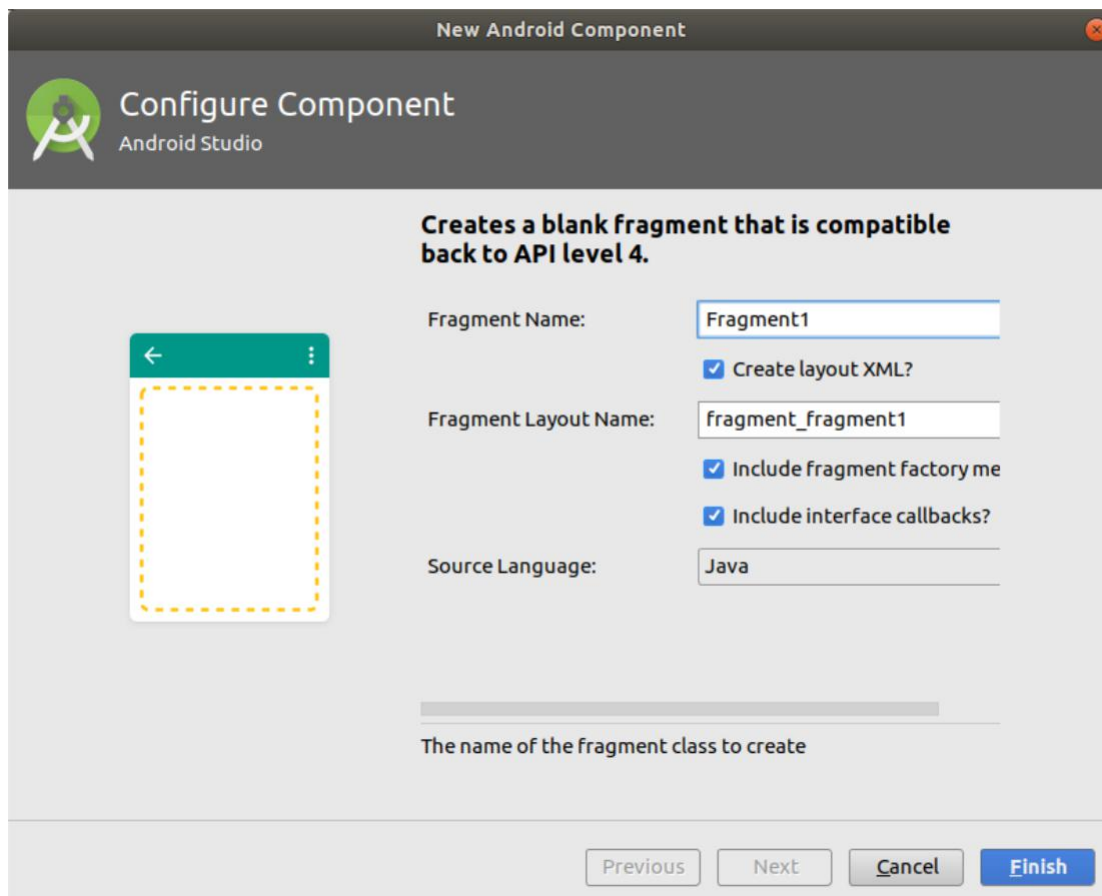 New Android Component
Configure Component
Android Studio
Creates a blank fragment that is compatible
back to API level 4.
Fragment Name:
Fragment1
Create layout XML?
Fragment Layout Name:
fragment_fragment1
Include fragment factory me
Include interface callbacks?
Source Language:
Java
The name of the fragment class to create
Previous
Next
Cancel
Finish